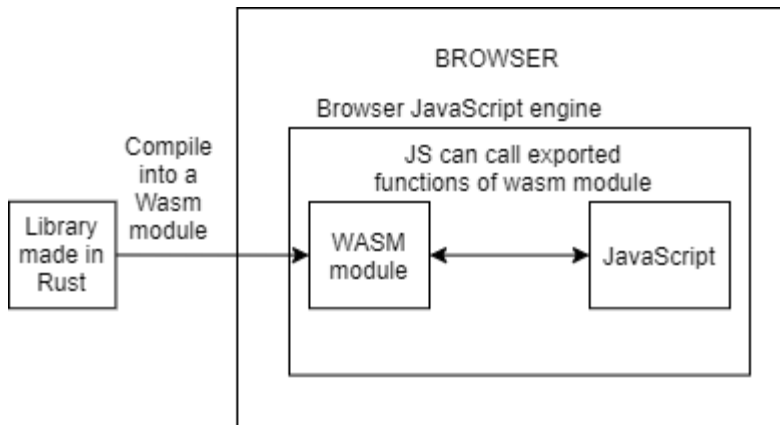 BROWSER
Browser JavaScript engine
Compile
into a
Wasm
module
JS can call exported
functions of wasm module
Library
made in
Rust
WASM
module
JavaScript